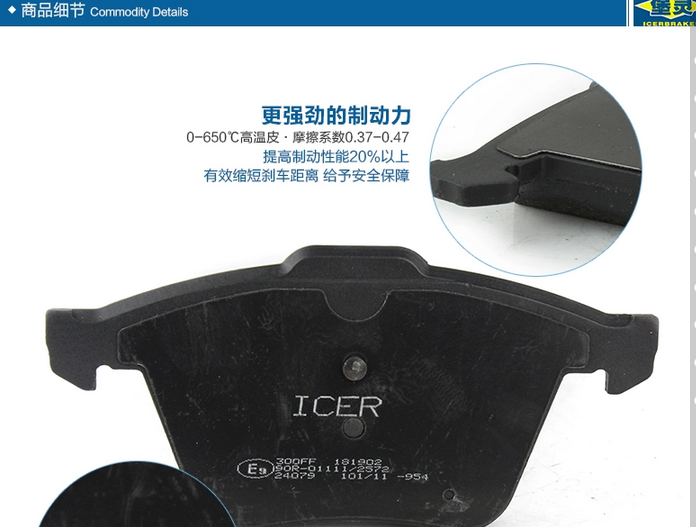 商品细节 Commodity Details
堡灵
ICERBRAKE
更强劲的制动力
0-650℃高温皮·摩擦系数0.37-0.47
提高制动性能20%以上
有效缩短刹车距离 给予安全保障
ICER
E9
300FF 181902
90R-01111/2572
24079 101/11 -954